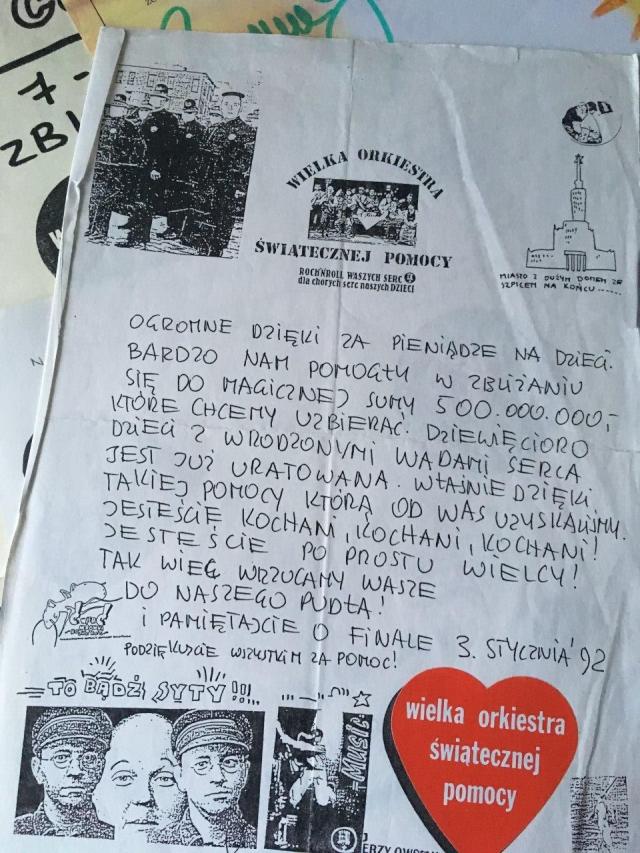 7-
ZBI
WIELKA ORKIESTRA
ŚWIĄTECZNEJ POMOCY
ROCK'N'ROLL WASZYCH SERC
dla chorych serc naszych DZIECI
MIASTO Z DUŻYM DOMEM ZE
SZPICEM NA KOŃCU......
OGROMNE DZIĘKI ZA PIENIĄDZE NA DZIECI.
BARDZO NAM POMOGŁY W ZBLIŻANIU
SIĘ DO MAGICZNEJ SUMY 500.000.000,-
KTÓRE CHCEMY UZBIERAĆ. DZIEWIĘCIORO
DZIECI Z WRODZONYMI WADAMI SERCA
JEST JUŻ URATOWANA. WŁAŚNIE DZIĘKI
TAKIEJ POMOCY KTÓRĄ OD WAS UZYSKALIŚMY.
JESTEŚCIE KOCHANI, KOCHANI, KOCHANI!
JESTEŚCIE PO PROSTU WIELCY!
TAK WIĘC WRZUCAMY WASZE
DO NASZEGO PUDŁA!
I PAMIĘTAJCIE O FINALE 3. STYCZNIA '92
PODZIĘKUJCIE WSZYSTKIM ZA POMOC!
TO BĄDŹ SYTY!!!
MUSIC
wielka orkiestra
świątecznej
pomocy